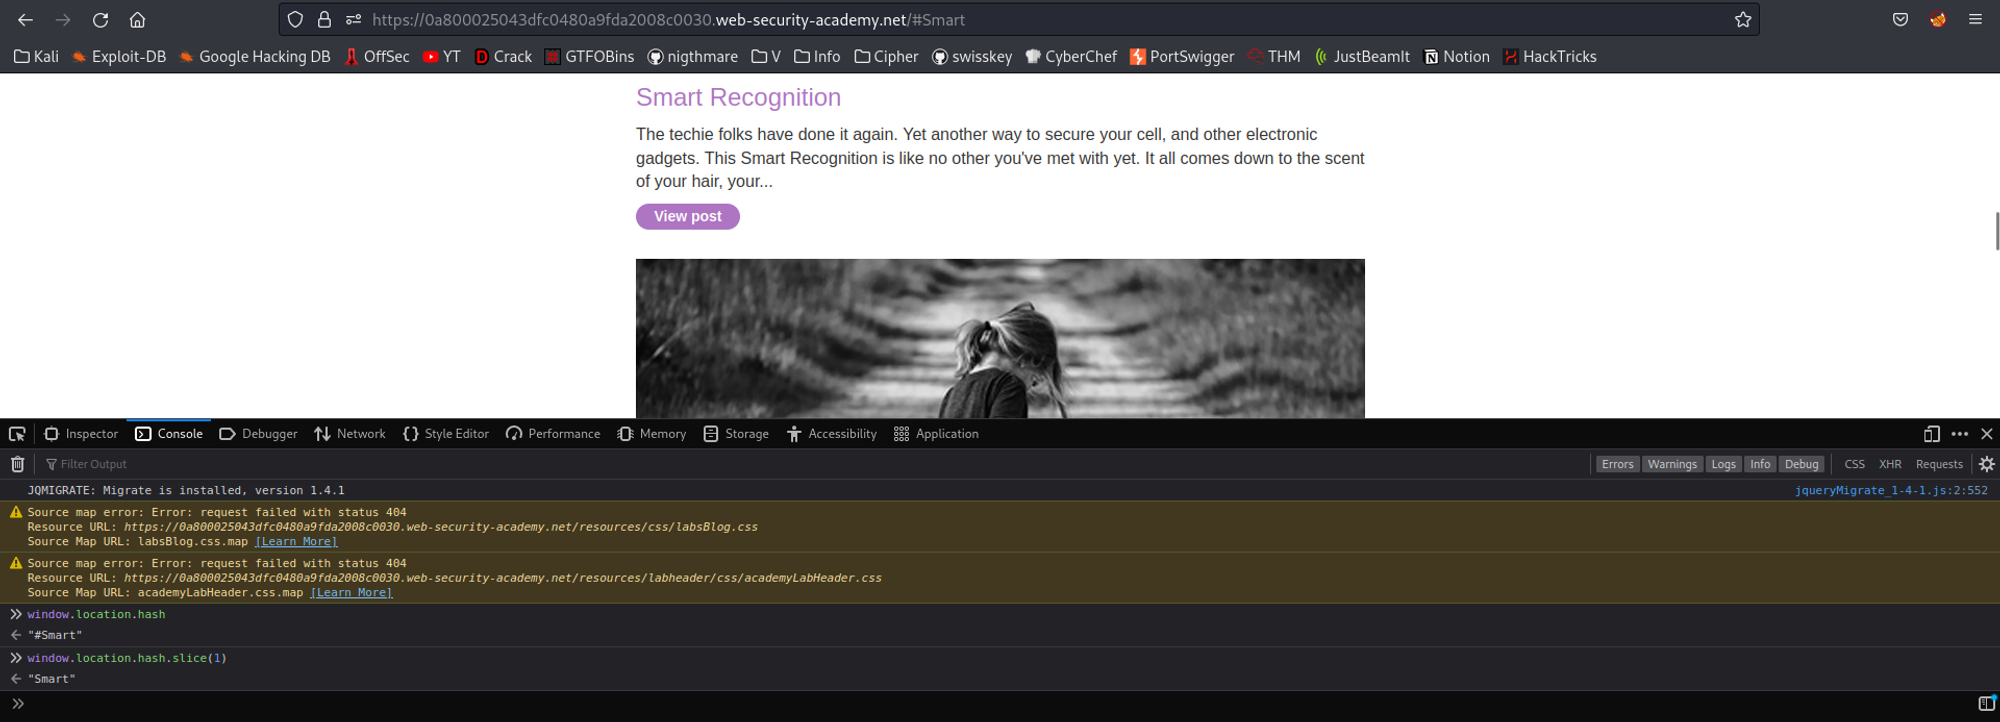 https://0a800025043dfc0480a9fda2008c0030.web-security-academy.net/#Smart
Kali Exploit-DB Google Hacking DB OffSec YT Crack GTFOBins nigthmare V Info Cipher swisskey CyberChef PortSwigger THM JustBeamIt Notion HackTricks
Smart Recognition
The techie folks have done it again. Yet another way to secure your cell, and other electronic
gadgets. This Smart Recognition is like no other you've met with yet. It all comes down to the scent
of your hair, your...
View post
Inspector Console Debugger Network Style Editor Performance Memory Storage Accessibility Application
Filter Output Errors Warnings Logs Info Debug CSS XHR Requests
JQMIGRATE: Migrate is installed, version 1.4.1 jqueryMigrate_1-4-1.js:2:552
Source map error: Error: request failed with status 404
Resource URL: https://0a800025043dfc0480a9fda2008c0030.web-security-academy.net/resources/css/labsBlog.css
Source Map URL: labsBlog.css.map [Learn More]
Source map error: Error: request failed with status 404
Resource URL: https://0a800025043dfc0480a9fda2008c0030.web-security-academy.net/resources/labheader/css/academyLabHeader.css
Source Map URL: academyLabHeader.css.map [Learn More]
window.location.hash
"#Smart"
window.location.hash.slice(1)
"Smart"